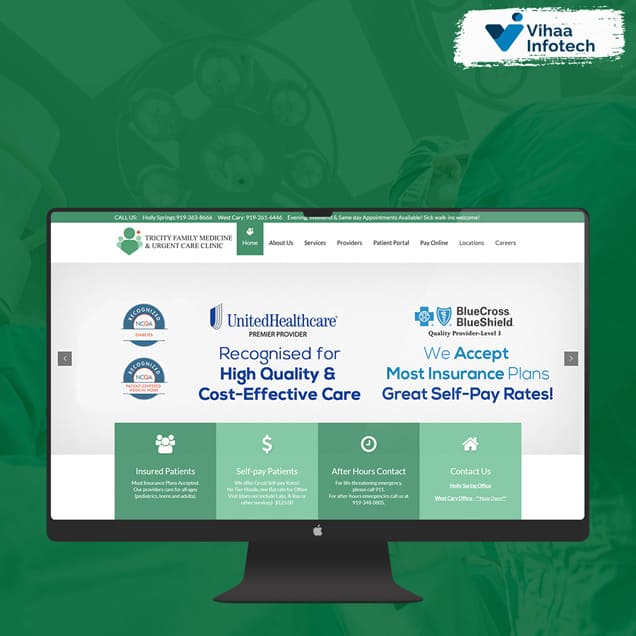 Vihaa
Infotech
CALL US: Holly Springs:919-363-8666 West Cary: 919-261-6446 Evening, Weekend & Same day Appointments Available! Sick walk-ins welcome!
TRICITY FAMILY MEDICINE
& URGENT CARE CLINIC
Home About Us Services Providers Patient Portal Pay Online Locations Careers
RECOGNISED
NCQA
DIABETES
RECOGNISED
NCQA
PATIENT-CENTERED
MEDICAL HOME
UnitedHealthcare®
PREMIER PROVIDER
Recognised for
High Quality &
Cost-Effective Care
BlueCross®
BlueShield®
Quality Provider-Level 3
We Accept
Most Insurance Plans
Great Self-Pay Rates!
Insured Patients
Most Insurance Plans Accepted.
Our providers care for all ages
(pediatrics, teens and adults).
Self-pay Patients
We offer Great Self-pay Rates!
No Tier Hassle, one flat rate for Office
Visit (does not include Labs, X-Ray or
other services) -$125.00
After Hours Contact
For life threatening emergency,
please call 911.
For after-hours emergencies call us at
919-348-0805.
Contact Us
Holly Spring Office
West Cary Office - **Now Open**